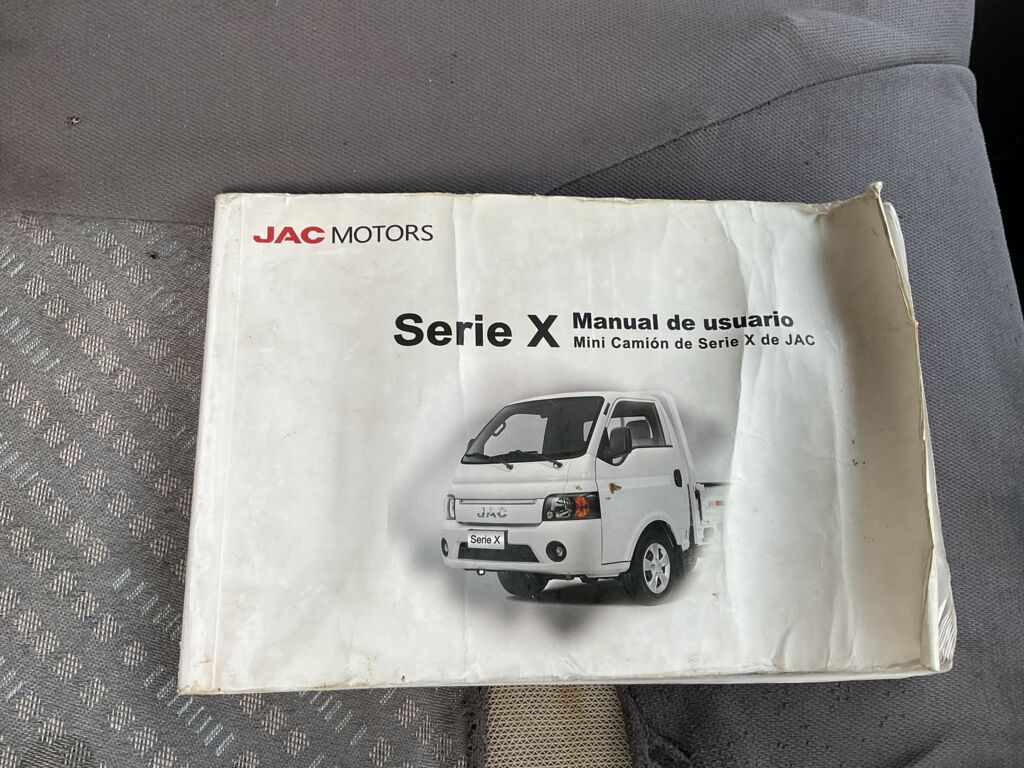 JAC MOTORS
Serie X
Manual de usuario
Mini Camión de Serie X de JAC
JAC
Serie X